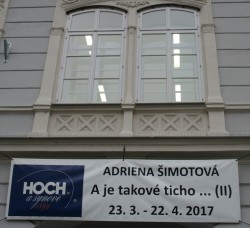 HOCH
a synové
ADRIENA ŠIMOTOVÁ
A je takové ticho ... (II)
23. 3. - 22. 4. 2017